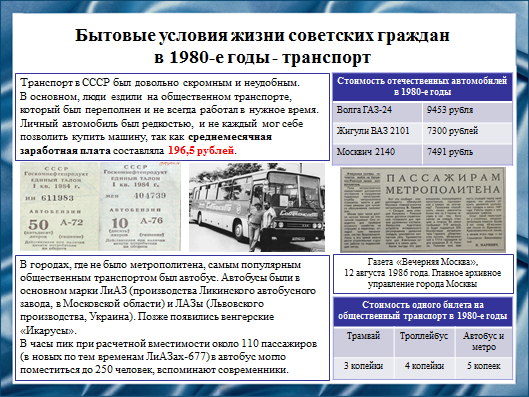 Бытовые условия жизни советских граждан
в 1980-е годы - транспорт
Транспорт в СССР был довольно скромным и неудобным.
В основном, люди ездили на общественном транспорте,
который был переполнен и не всегда работал в нужное время.
Личный автомобиль был редкостью, и не каждый мог себе
позволить купить машину, так как среднемесячная
заработная плата составляла 196,5 рублей.
Стоимость отечественных автомобилей
в 1980-е годы
Волга ГАЗ-24 9453 рубля
Жигули ВАЗ 2101 7300 рублей
Москвич 2140 7491 рубль
СССР
Госкомнефтепродукт
ЕДИНЫЙ ТАЛОН
1 кв. 1984 г.
ПИ 611983
АВТОБЕНЗИН
50 А-72
СССР
Госкомнефтепродукт
ЕДИНЫЙ ТАЛОН
1 кв. 1984 г.
404739
АВТОБЕНЗИН
10 А-76
ПАССАЖИРАМ
МЕТРОПОЛИТЕНА
Газета «Вечерняя Москва»,
12 августа 1986 года. Главное архивное
управление города Москвы
В городах, где не было метрополитена, самым популярным
общественным транспортом был автобус. Автобусы были в
основном марки ЛиАЗ (производства Ликинского автобусного
завода, в Московской области) и ЛАЗы (Львовского
производства, Украина). Позже появились венгерские
«Икарусы».
В часы пик при расчетной вместимости около 110 пассажиров
(в новых по тем временам ЛиАЗах-677) в автобус могло
поместиться до 250 человек, вспоминают современники.
Стоимость одного билета на
общественный транспорт в 1980-е годы
Трамвай Троллейбус Автобус и
метро
3 копейки 4 копейки 5 копеек